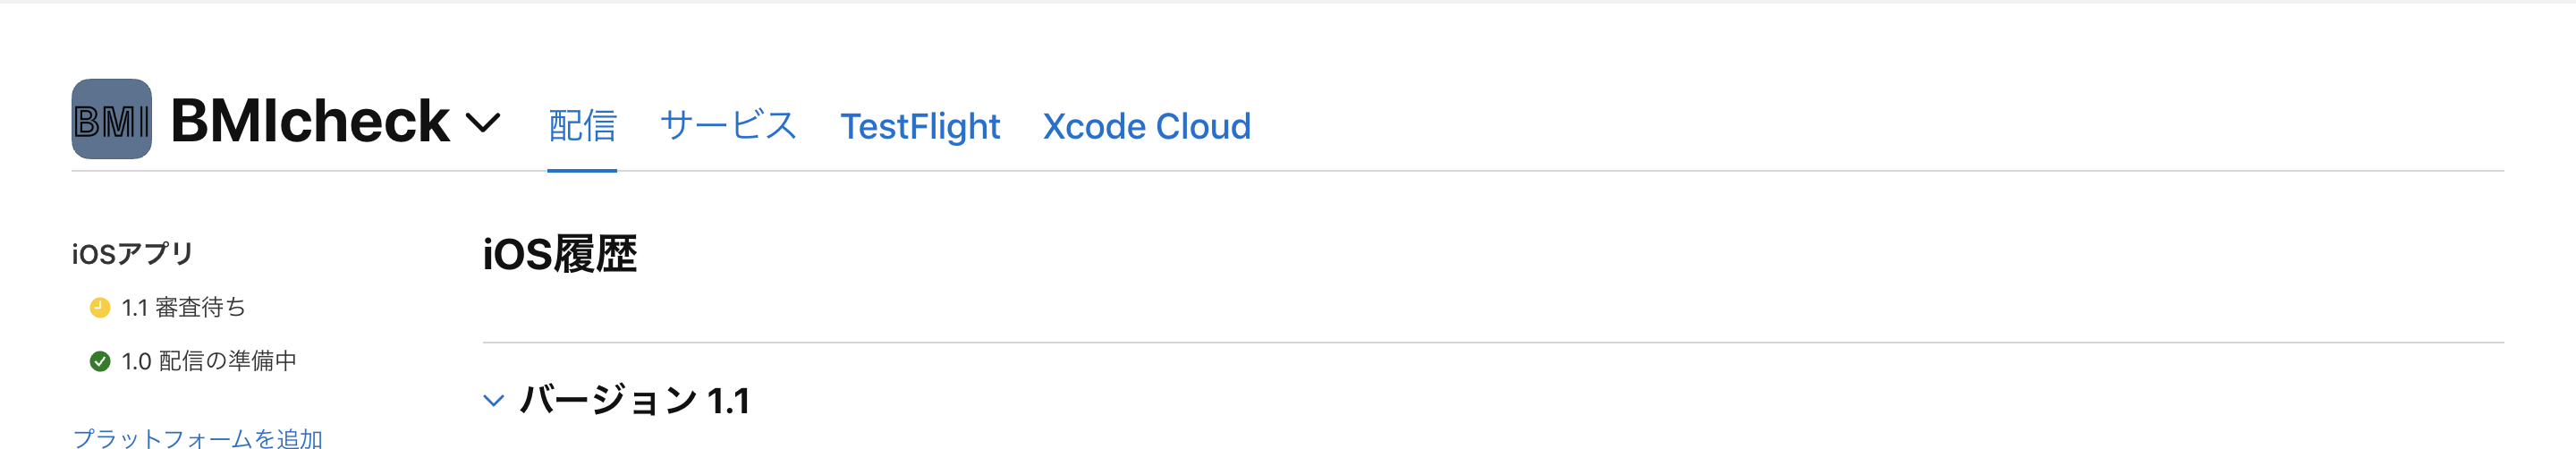 BMI BMIcheck 配信 サービス TestFlight Xcode Cloud
iOSアプリ
1.1 審査待ち
1.0 配信の準備中
プラットフォームを追加
iOS履歴
バージョン 1.1